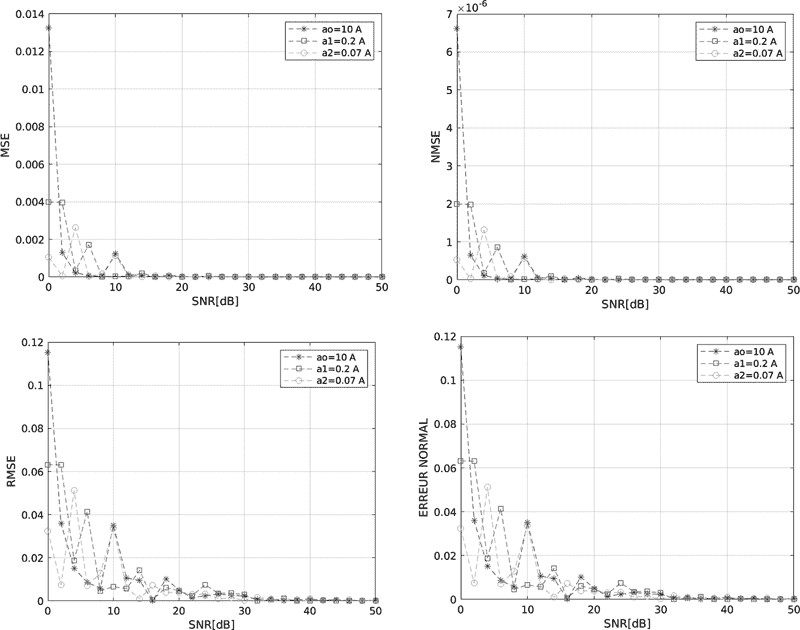 0.014
0.012
0.01
0.008
0.006
0.004
0.002
0
MSE
0 10 20 30 40 50
SNR[dB]
ao=10 A
a1=0.2 A
a2=0.07 A
×10^-6
7
6
5
4
3
2
1
0
NMSE
0 10 20 30 40 50
SNR[dB]
ao=10 A
a1=0.2 A
a2=0.07 A
0.12
0.1
0.08
0.06
0.04
0.02
0
RMSE
0 10 20 30 40 50
SNR[dB]
ao=10 A
a1=0.2 A
a2=0.07 A
0.12
0.1
0.08
0.06
0.04
0.02
0.00
ERREUR NORMAL
0 10 20 30 40 50
SNR[dB]
ao=10 A
a1=0.2 A
a2=0.07 A